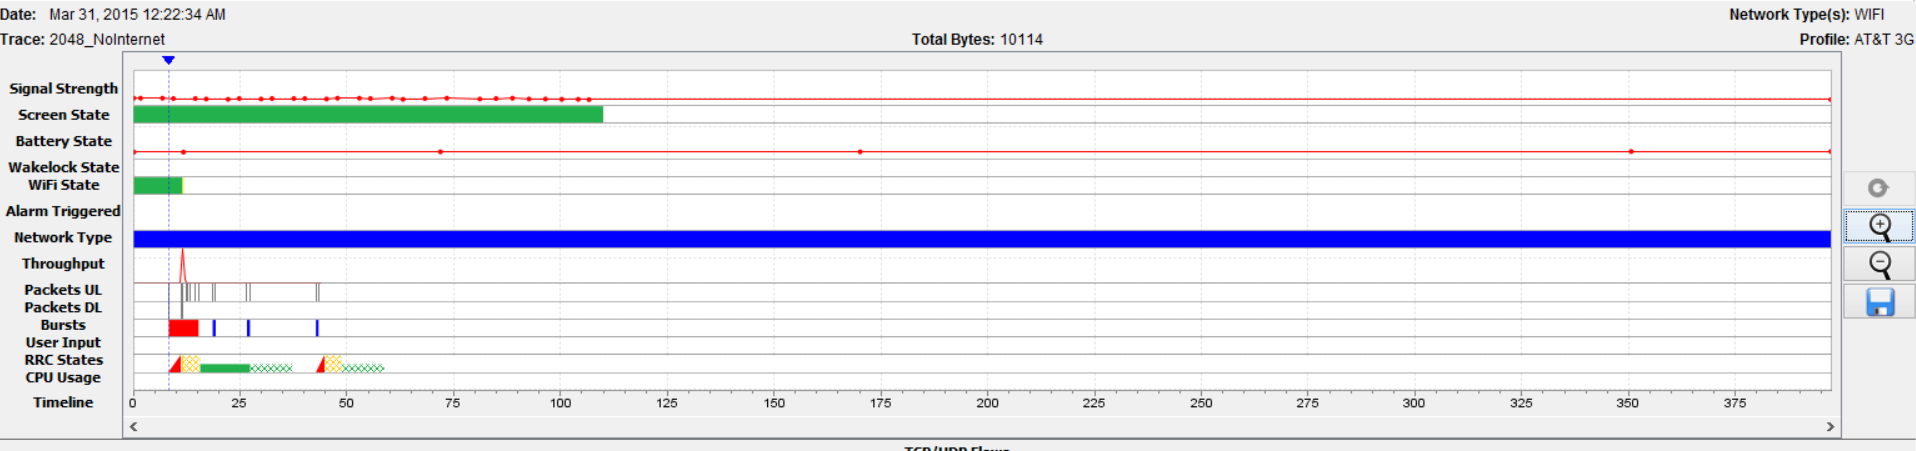 Date: Mar 31, 2015 12:22:34 AM Network Type(s): WIFI
Trace: 2048_NoInternet Total Bytes: 10114 Profile: AT&T 3G
Signal Strength
Screen State
Battery State
Wakelock State
WiFi State
Alarm Triggered
Network Type
Throughput
Packets UL
Packets DL
Bursts
User Input
RRC States
CPU Usage
Timeline 0 25 50 75 100 125 150 175 200 225 250 275 300 325 350 375
TCP/UDP Flows